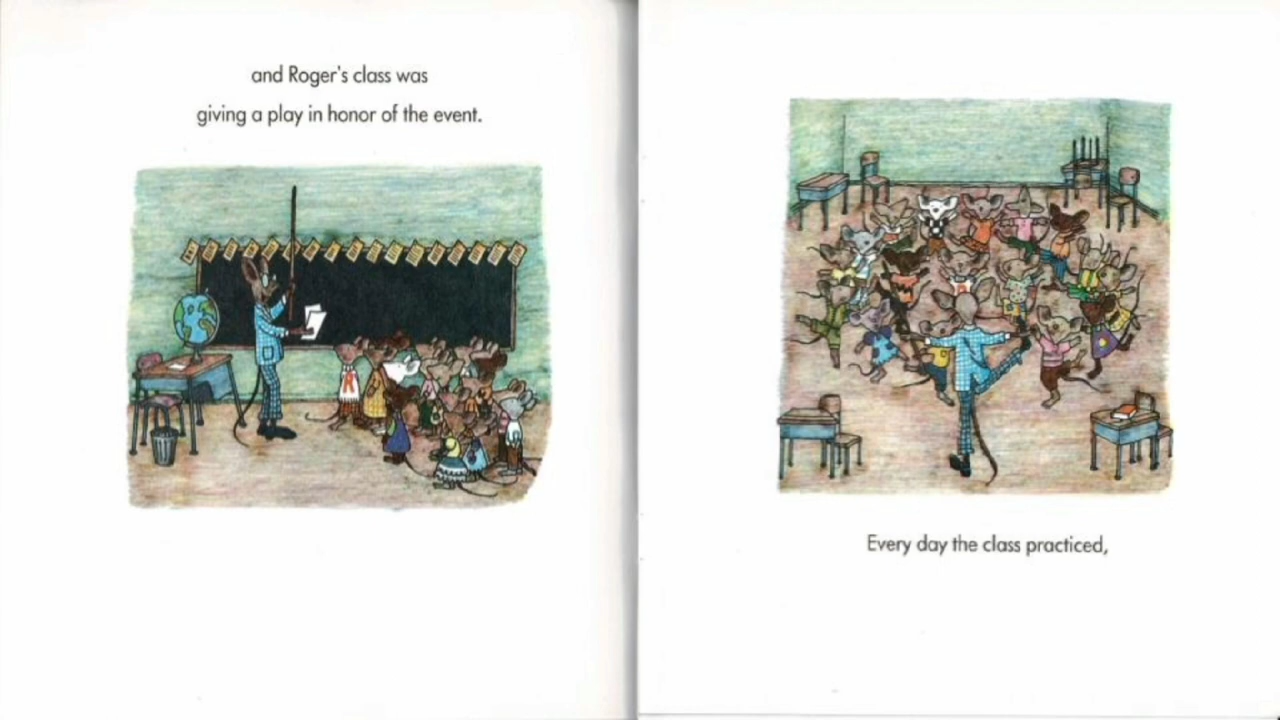 and Roger's class was
giving a play in honor of the event.
R
R
Every day the class practiced,